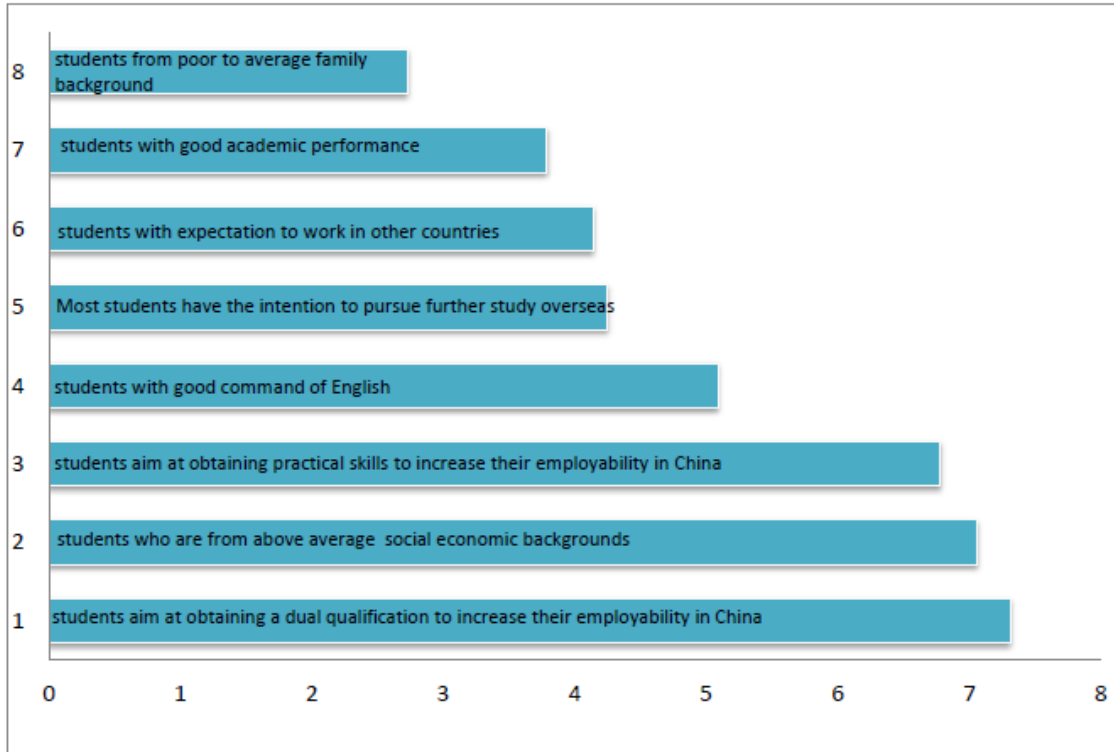 8
students from poor to average family
background
7
students with good academic performance
6
students with expectation to work in other countries
5
Most students have the intention to pursue further study overseas
4
students with good command of English
3
students aim at obtaining practical skills to increase their employability in China
2
students who are from above average social economic backgrounds
1
students aim at obtaining a dual qualification to increase their employability in China
0 1 2 3 4 5 6 7 8